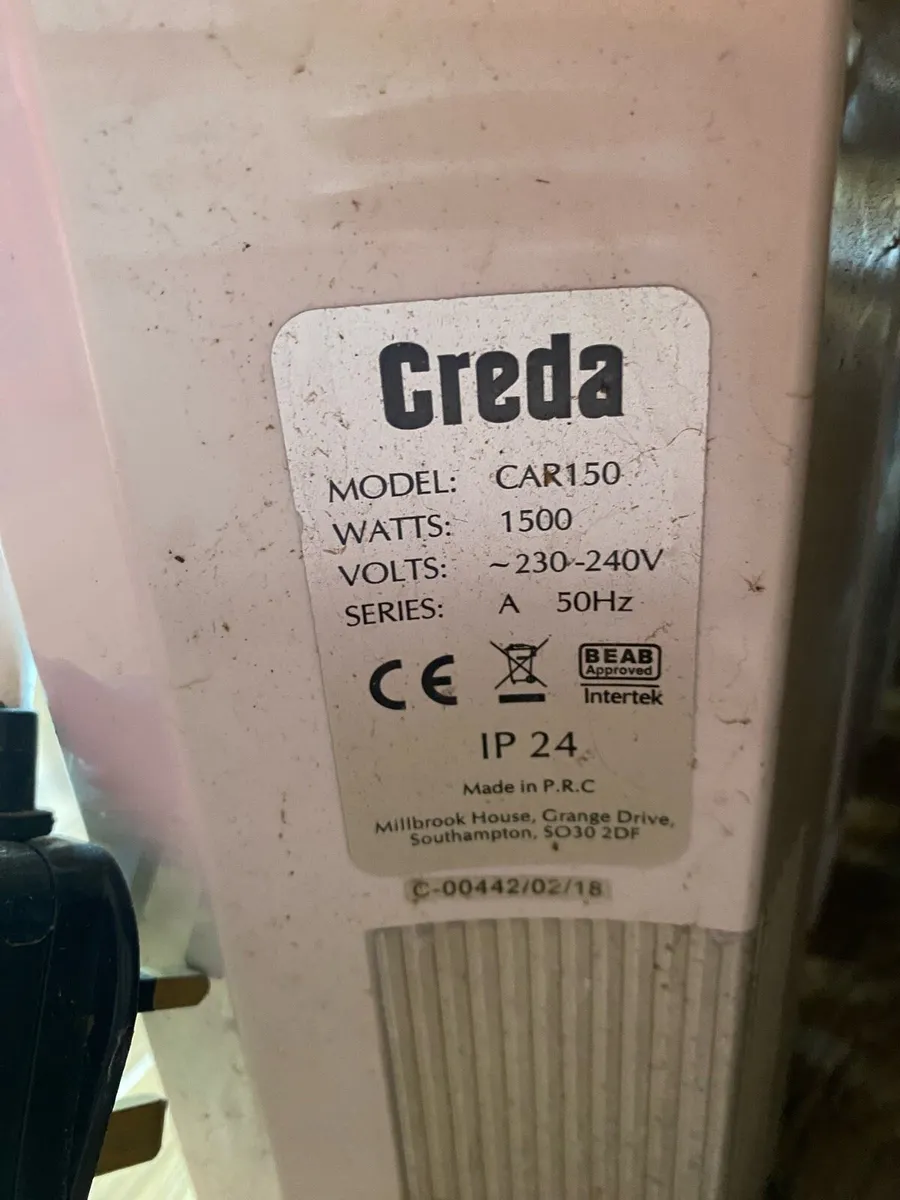 Creda
MODEL: CAR150
WATTS: 1500
VOLTS: ~230-240V
SERIES: A 50Hz
CE
BEAB
Approved
Intertek
IP 24
Made in P.R.C
Millbrook House, Grange Drive,
Southampton, SO30 2DF
C-00442/02/18